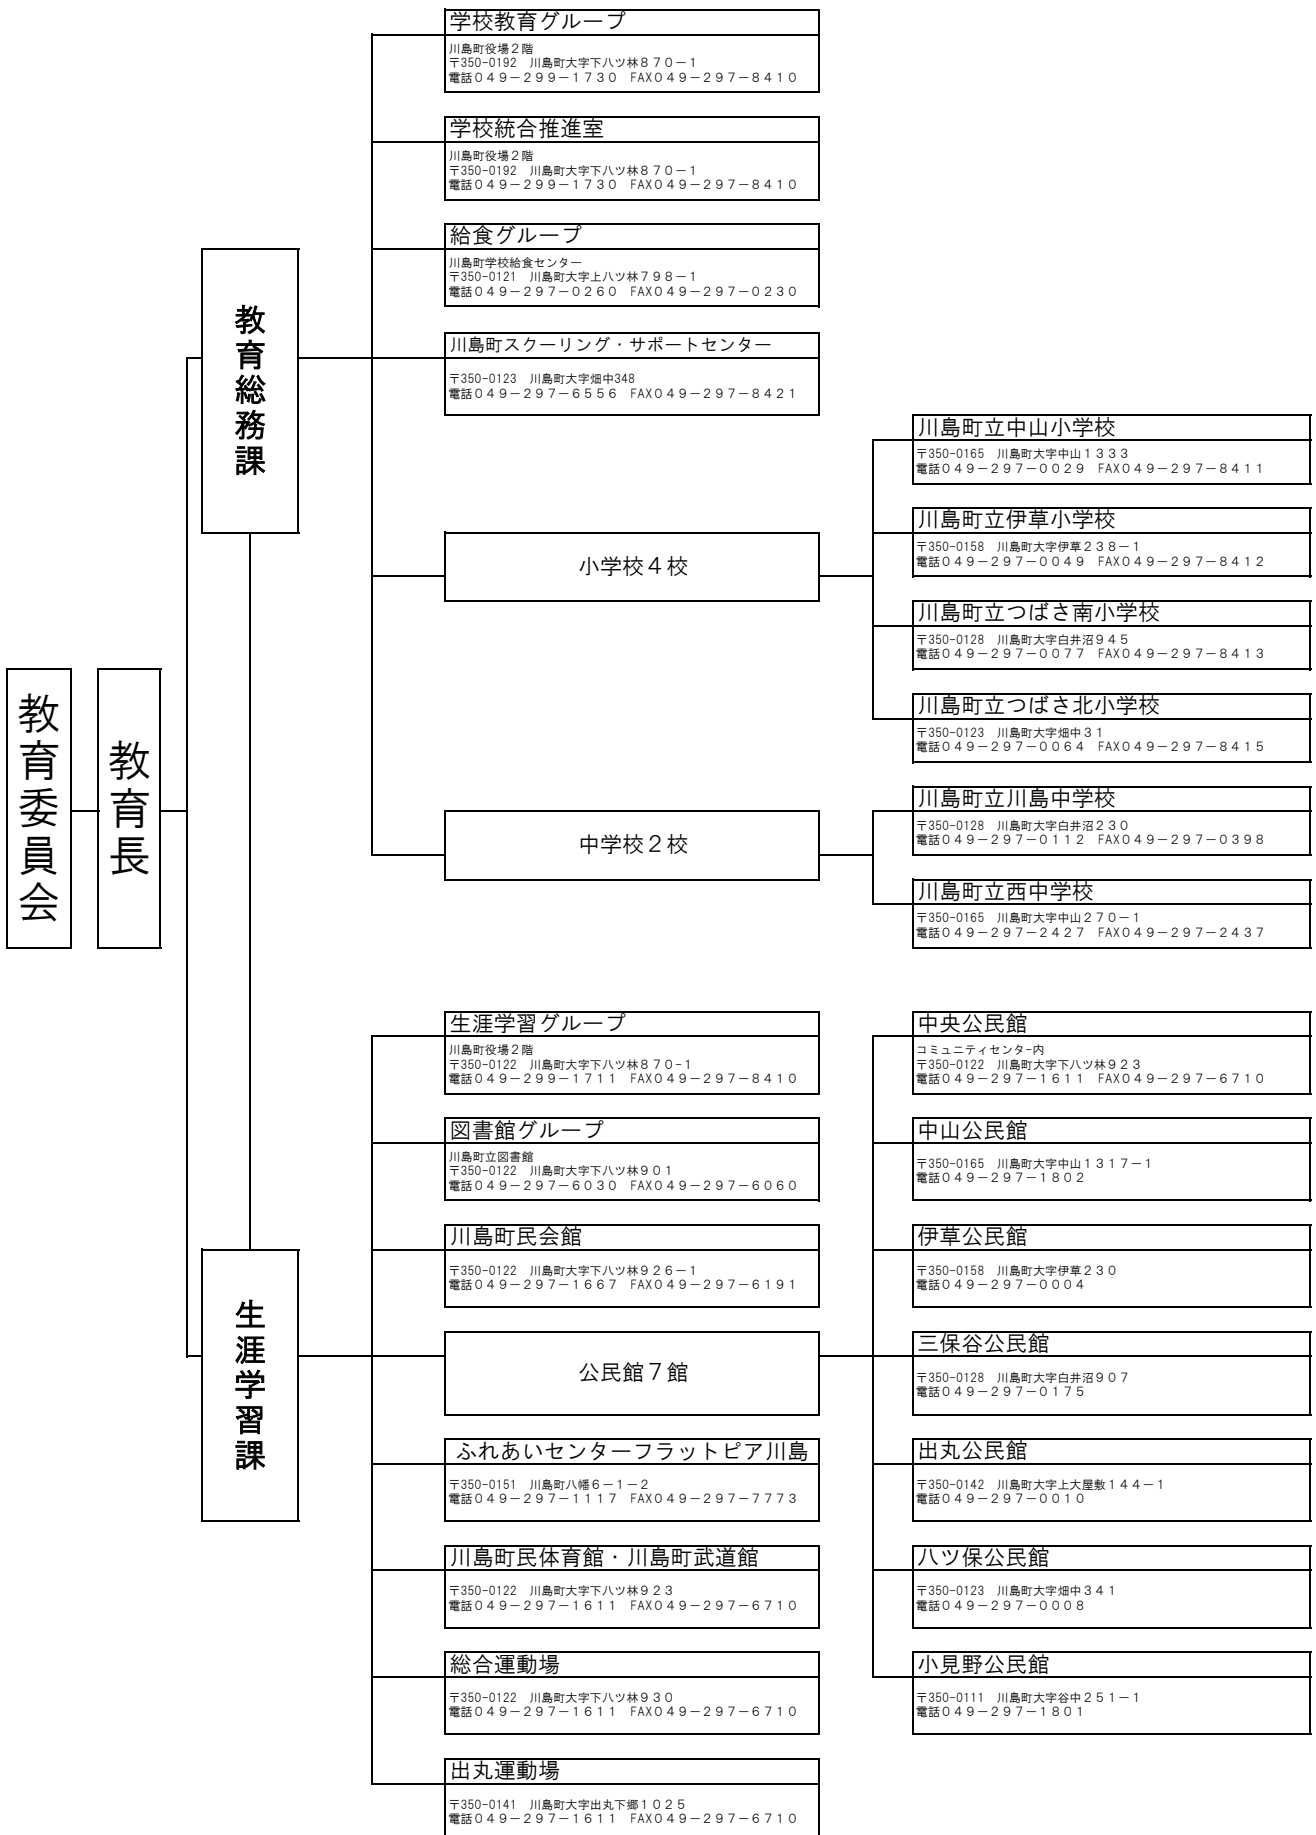 教育委員会
教育長
教育総務課
学校教育グループ
川島町役場２階
〒350-0192　川島町大字下八ツ林８７０－１
電話０４９－２９９－１７３０　FAX０４９－２９７－８４１０
学校統合推進室
川島町役場２階
〒350-0192　川島町大字下八ツ林８７０－１
電話０４９－２９９－１７３０　FAX０４９－２９７－８４１０
給食グループ
川島町学校給食センター
〒350-0121　川島町大字上八ツ林７９８－１
電話０４９－２９７－０２６０　FAX０４９－２９７－０２３０
川島町スクーリング・サポートセンター
〒350-0123　川島町大字畑中348
電話０４９－２９７－６５５６　FAX０４９－２９７－８４２１
小学校４校
川島町立中山小学校
〒350-0165　川島町大字中山１３３３
電話０４９－２９７－００２９　FAX０４９－２９７－８４１１
川島町立伊草小学校
〒350-0158　川島町大字伊草２３８－１
電話０４９－２９７－００４９　FAX０４９－２９７－８４１２
川島町立つばさ南小学校
〒350-0128　川島町大字白井沼９４５
電話０４９－２９７－００７７　FAX０４９－２９７－８４１３
川島町立つばさ北小学校
〒350-0123　川島町大字畑中３１
電話０４９－２９７－００６４　FAX０４９－２９７－８４１５
中学校２校
川島町立川島中学校
〒350-0128　川島町大字白井沼２３０
電話０４９－２９７－０１１２　FAX０４９－２９７－０３９８
川島町立西中学校
〒350-0165　川島町大字中山２７０－１
電話０４９－２９７－２４２７　FAX０４９－２９７－２４３７
生涯学習課
生涯学習グループ
川島町役場２階
〒350-0122　川島町大字下八ツ林８７０-1
電話０４９－２９９－１７１１　FAX０４９－２９７－８４１０
図書館グループ
川島町立図書館
〒350-0122　川島町大字下八ツ林９０１
電話０４９－２９７－６０３０　FAX０４９－２９７－６０６０
川島町民会館
〒350-0122　川島町大字下八ツ林９２６－１
電話０４９－２９７－１６６７　FAX０４９－２９７－６１９１
公民館７館
中央公民館
コミュニティセンター内
〒350-0122　川島町大字下八ツ林９２３
電話０４９－２９７－１６１１　FAX０４９－２９７－６７１０
中山公民館
〒350-0165　川島町大字中山１３１７－１
電話０４９－２９７－１８０２
伊草公民館
〒350-0158　川島町大字伊草２３０
電話０４９－２９７－０００４
三保谷公民館
〒350-0128　川島町大字白井沼９０７
電話０４９－２９７－０１７５
出丸公民館
〒350-0142　川島町大字上大屋敷１４４－１
電話０４９－２９７－００１０
八ツ保公民館
〒350-0123　川島町大字畑中３４１
電話０４９－２９７－０００８
小見野公民館
〒350-0111　川島町大字谷中２５１－１
電話０４９－２９７－１８０１
ふれあいセンターフラットピア川島
〒350-0151　川島町八幡６－１－２
電話０４９－２９７－１１１７　FAX０４９－２９７－７７７３
川島町民体育館・川島町武道館
〒350-0122　川島町大字下八ツ林９２３
電話０４９－２９７－１６１１　FAX０４９－２９７－６７１０
総合運動場
〒350-0122　川島町大字下八ツ林９３０
電話０４９－２９７－１６１１　FAX０４９－２９７－６７１０
出丸運動場
〒350-0141　川島町大字出丸下郷１０２５
電話０４９－２９７－１６１１　FAX０４９－２９７－６７１０